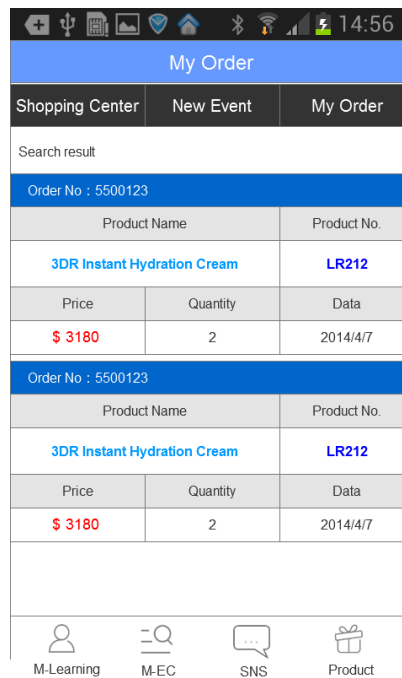 14:56
My Order
Shopping Center New Event My Order
Search result
Order No：5500123
Product Name Product No.
3DR Instant Hydration Cream LR212
Price Quantity Data
$ 3180 2 2014/4/7
Order No：5500123
Product Name Product No.
3DR Instant Hydration Cream LR212
Price Quantity Data
$ 3180 2 2014/4/7
M-Learning M-EC SNS Product